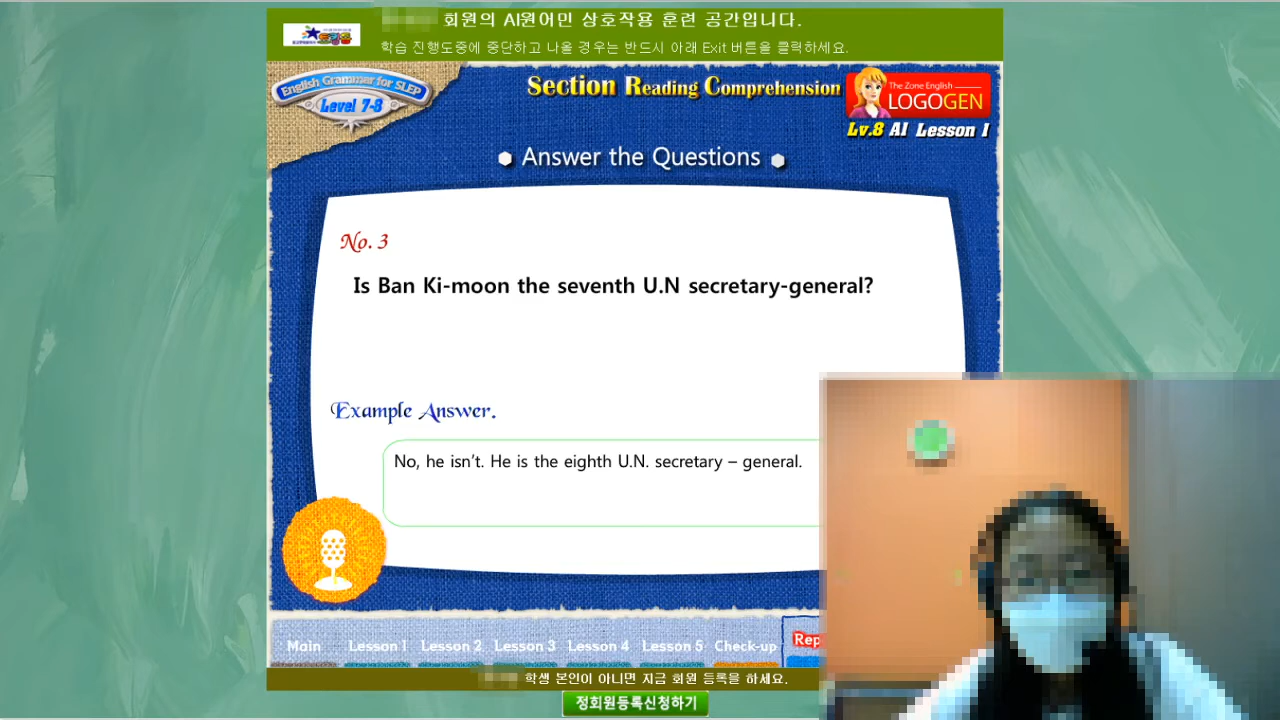 회원의 AI원어민 상호작용 훈련 공간입니다.
학습 진행도중에 중단하고 나올 경우는 반드시 아래 Exit 버튼을 클릭하세요.
English Grammar for SLEP
Level 7-8
Section Reading Comprehension
The Zone English
LOGOGEN
Lv.8 AI Lesson 1
Answer the Questions
No. 3
Is Ban Ki-moon the seventh U.N secretary-general?
Example Answer.
No, he isn't. He is the eighth U.N. secretary – general.
Main Lesson 1 Lesson 2 Lesson 3 Lesson 4 Lesson 5 Check-up Rep
학생 본인이 아니면 지금 회원 등록을 하세요.
정회원등록신청하기